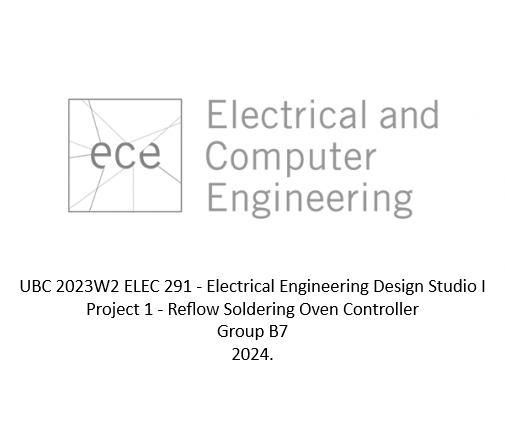 ece
Electrical and
Computer
Engineering
UBC 2023W2 ELEC 291 - Electrical Engineering Design Studio I
Project 1 - Reflow Soldering Oven Controller
Group B7
2024.